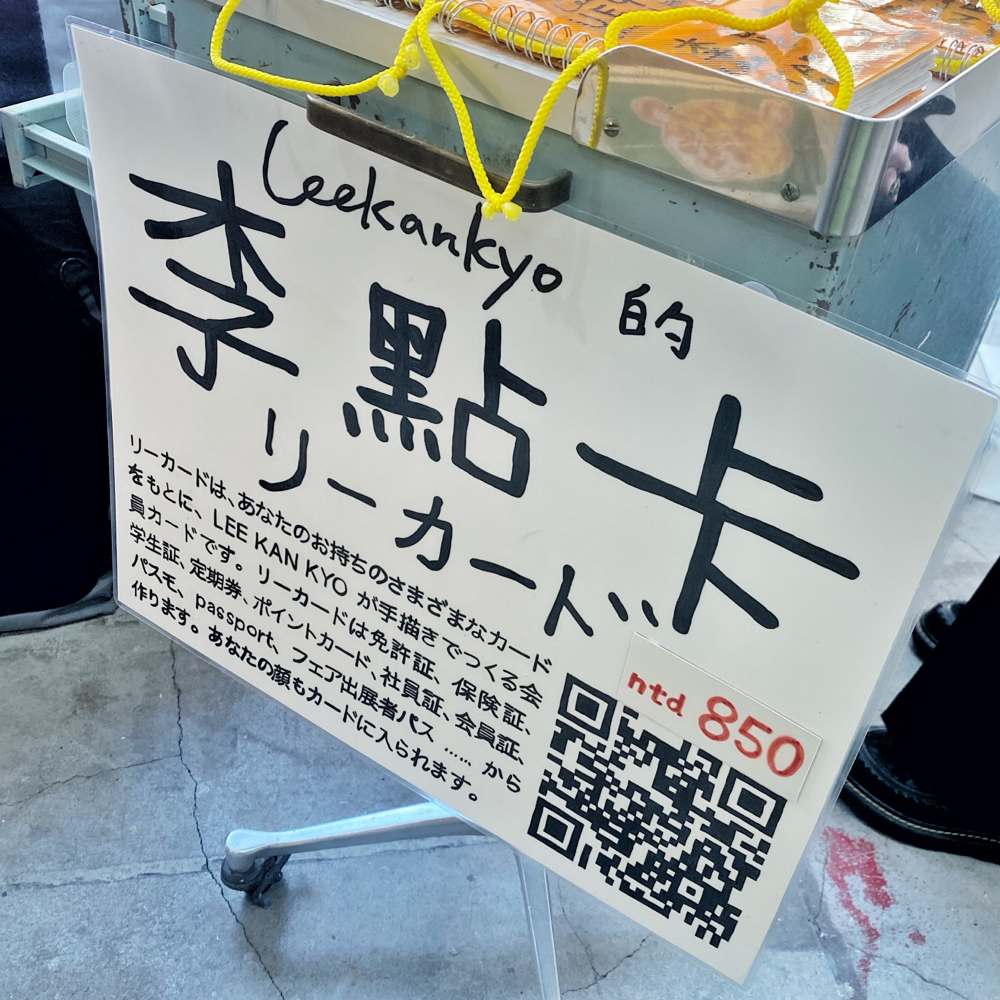 Leekankyo 的
李點卡
リーカード
リーカードは、あなたのお持ちのさまざまなカード
をもとに、LEE KAN KYO が手描きでつくる会
員カードです。リーカードは免許証、保険証、
学生証、定期券、ポイントカード、社員証、会員証、
パスモ、passport、フェア出展者パス …… から
作ります。あなたの顔もカードに入られます。
ntd 850